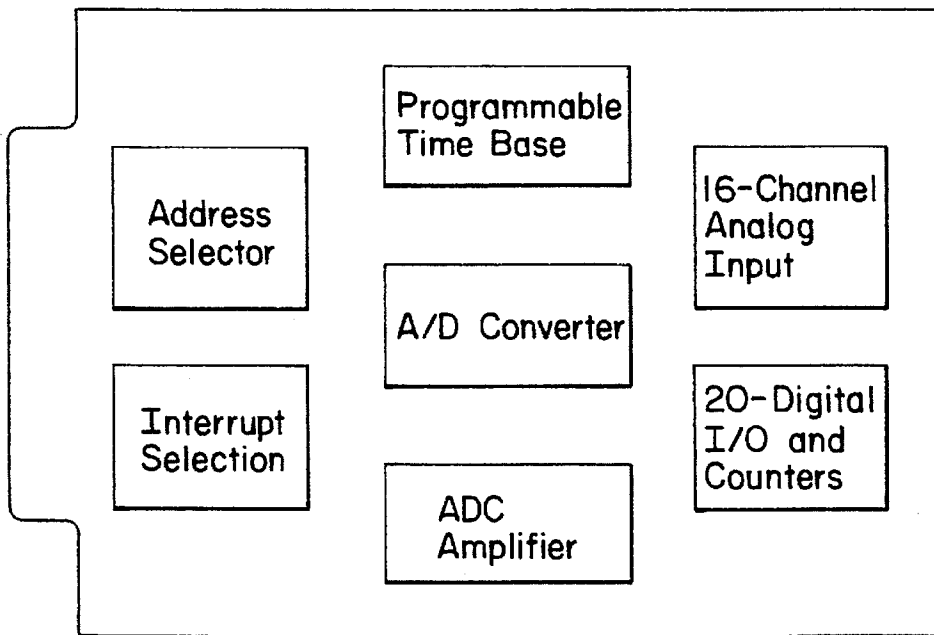 Programmable
Time Base
Address
Selector
16-Channel
Analog
Input
A/D Converter
Interrupt
Selection
20-Digital
I/O and
Counters
ADC
Amplifier